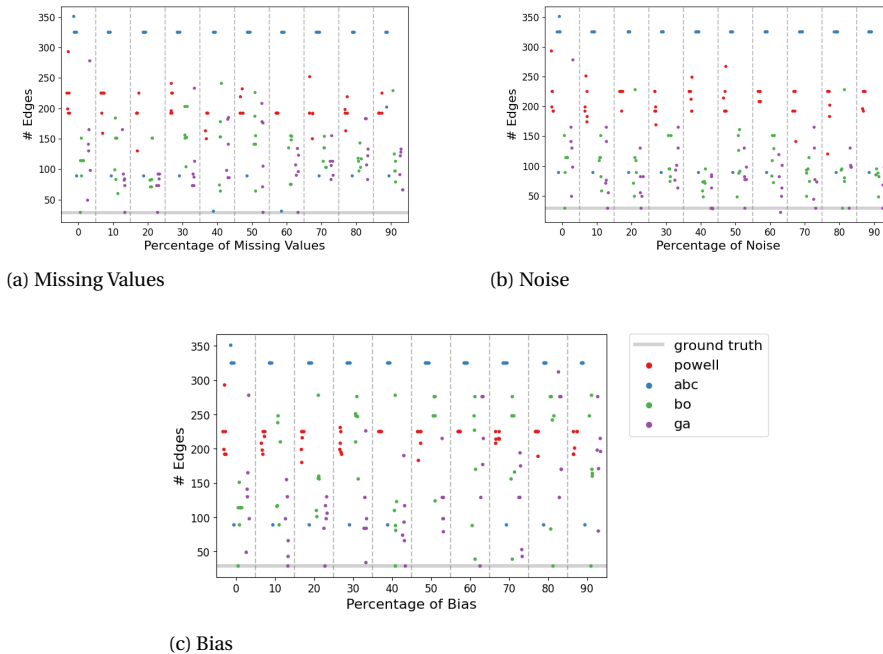 350
300
250
200
150
100
50
# Edges
0 10 20 30 40 50 60 70 80 90
Percentage of Missing Values
(a) Missing Values
350
300
250
200
150
100
50
# Edges
0 10 20 30 40 50 60 70 80 90
Percentage of Noise
(b) Noise
350
300
250
200
150
100
50
# Edges
0 10 20 30 40 50 60 70 80 90
Percentage of Bias
(c) Bias
ground truth
powell
abc
bo
ga